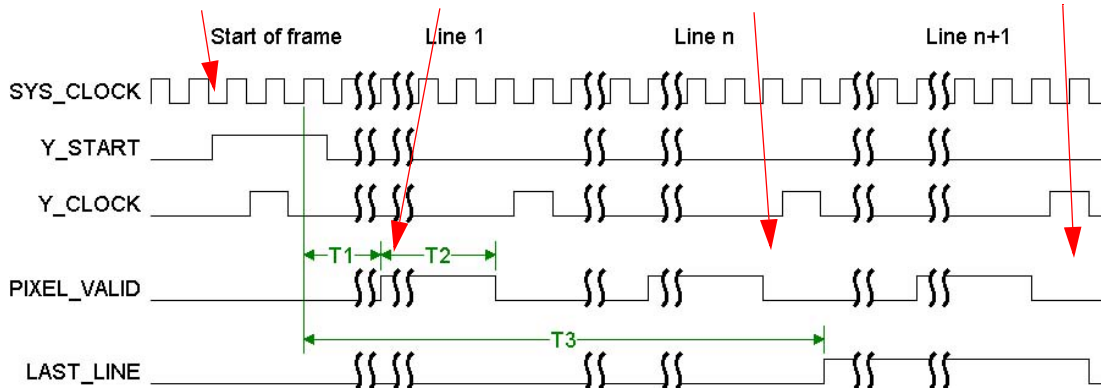 Start of frame Line 1 Line n Line n+1
SYS_CLOCK
Y_START
Y_CLOCK
T1 T2
PIXEL_VALID
T3
LAST_LINE